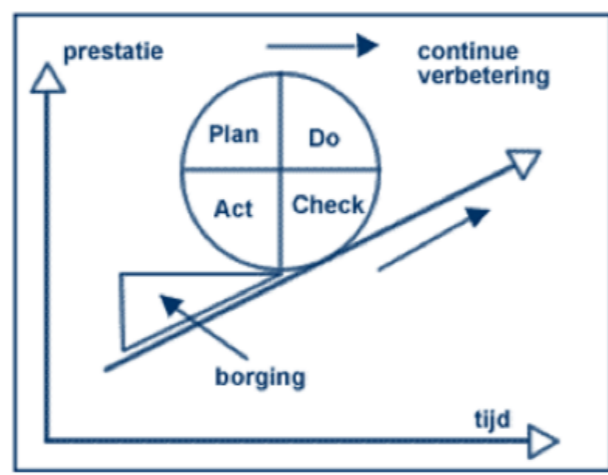 prestatie
continue
verbetering
Plan
Do
Act
Check
borging
tijd